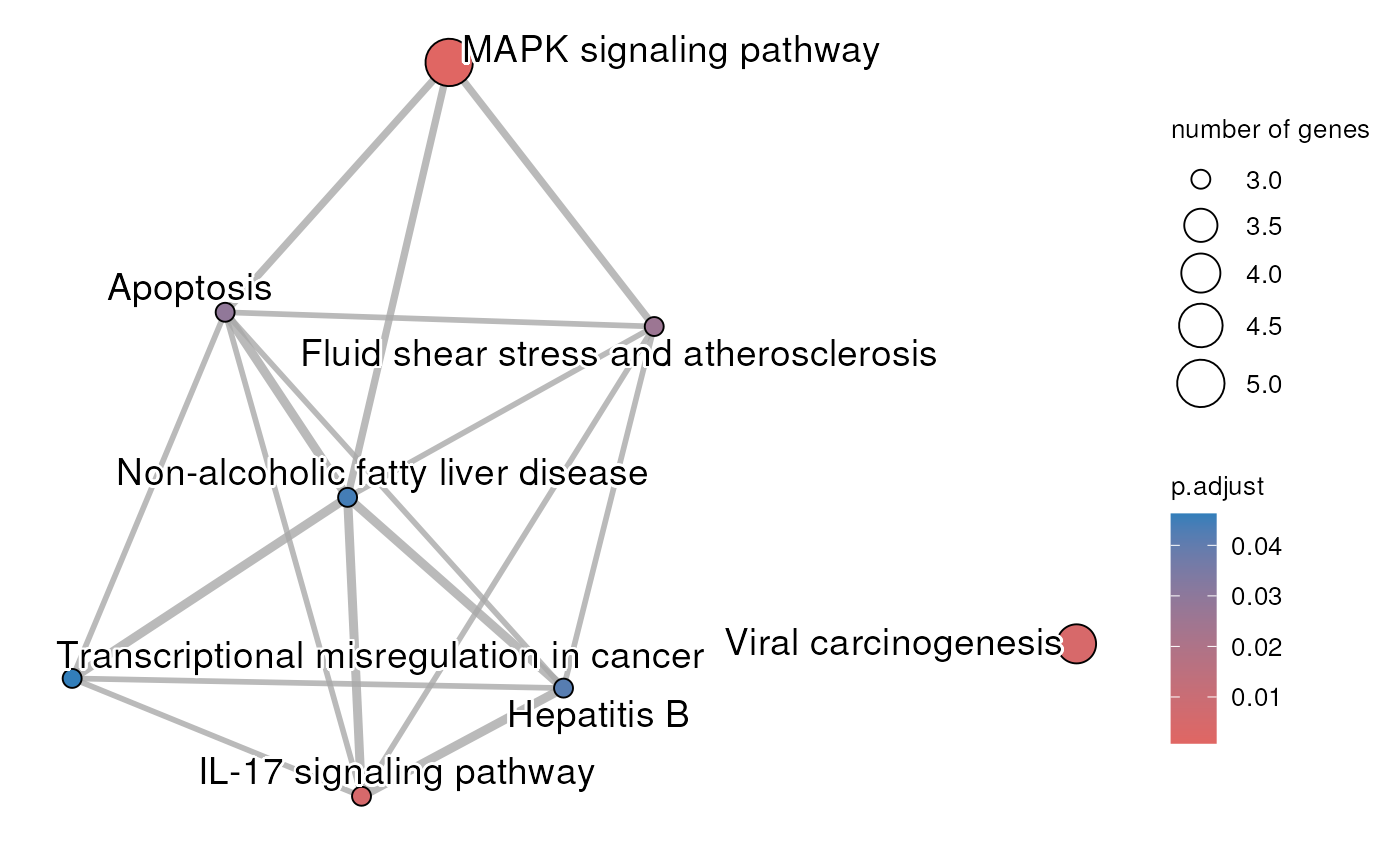 MAPK signaling pathway
Apoptosis
Fluid shear stress and atherosclerosis
Non-alcoholic fatty liver disease
Transcriptional misregulation in cancer
Viral carcinogenesis
Hepatitis B
IL-17 signaling pathway
number of genes
3.0
3.5
4.0
4.5
5.0
p.adjust
0.04
0.03
0.02
0.01